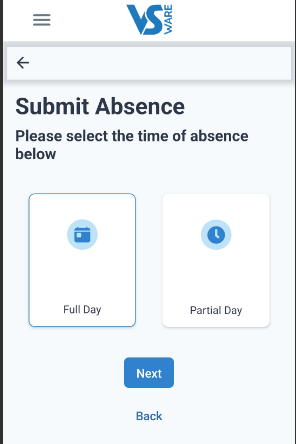 VS
WARE
Submit Absence
Please select the time of absence
below
Full Day
Partial Day
Next
Back